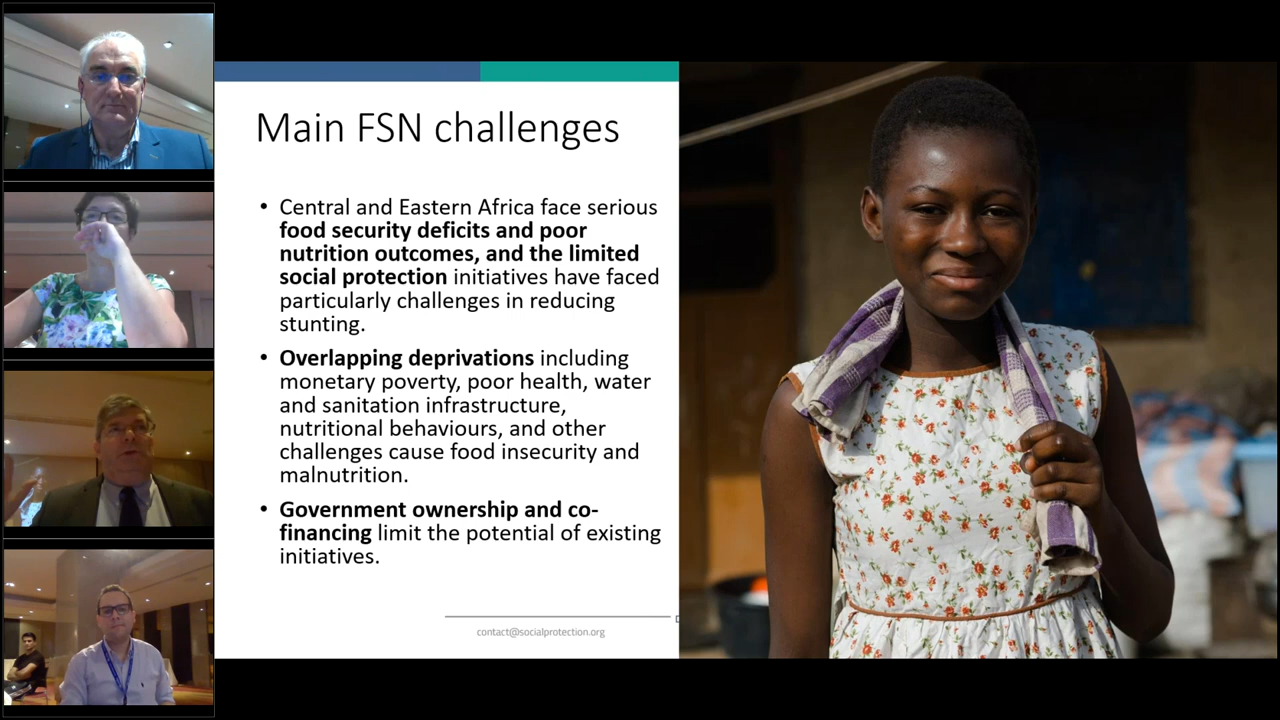 Main FSN challenges
• Central and Eastern Africa face serious
food security deficits and poor
nutrition outcomes, and the limited
social protection initiatives have faced
particularly challenges in reducing
stunting.
• Overlapping deprivations including
monetary poverty, poor health, water
and sanitation infrastructure,
nutritional behaviours, and other
challenges cause food insecurity and
malnutrition.
• Government ownership and co-
financing limit the potential of existing
initiatives.
contact@socialprotection.org